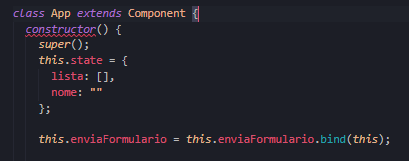 class App extends Component {
constructor() {
super();
this.state = {
lista: [],
nome: ""
};
this.enviaFormulario = this.enviaFormulario.bind(this);